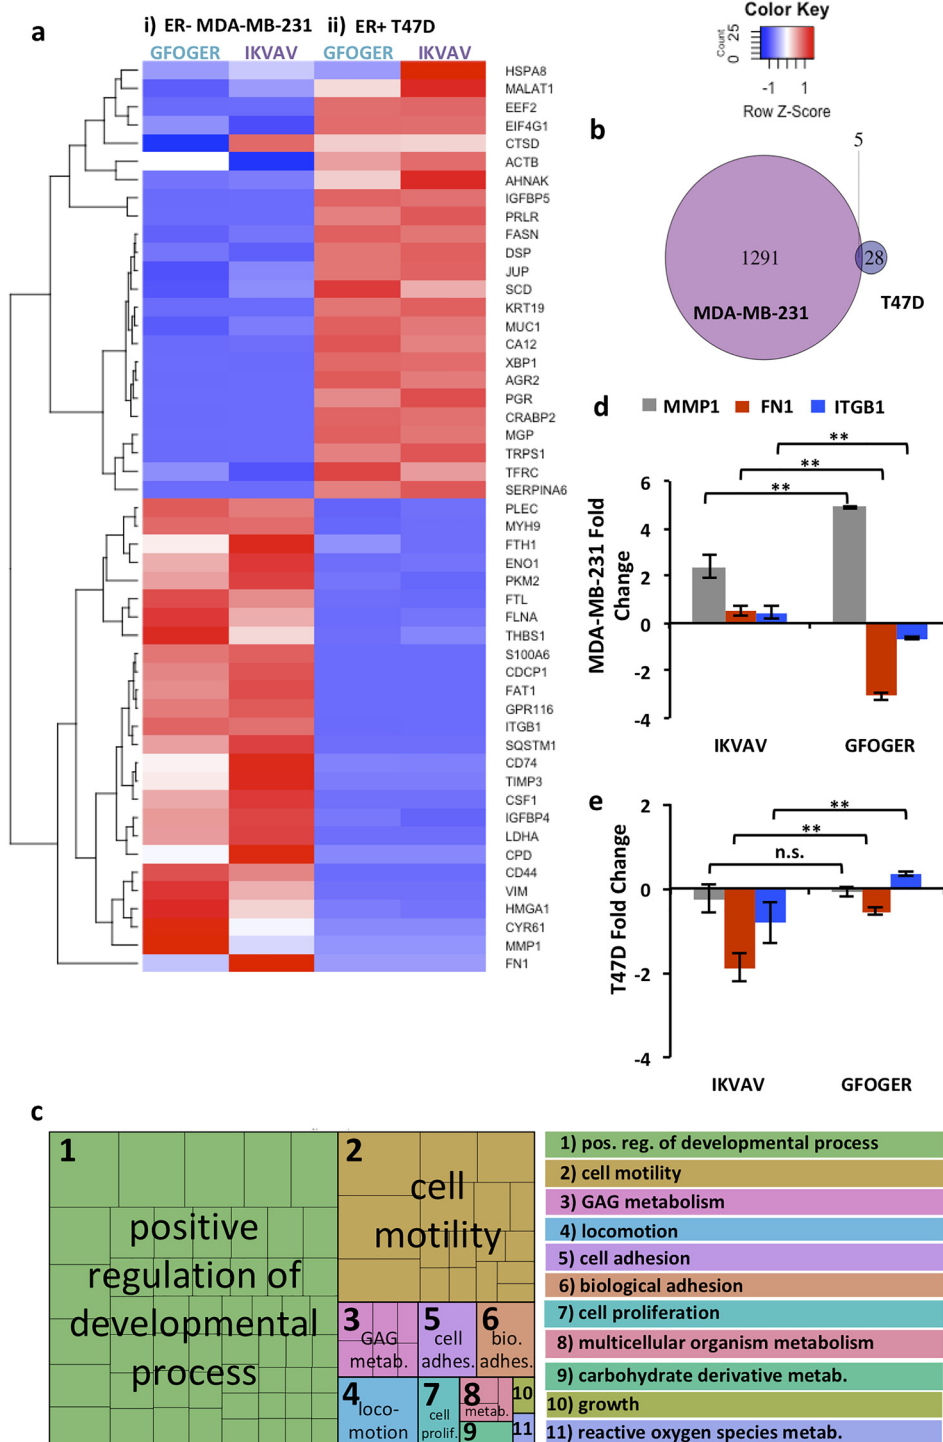 a
i) ER- MDA-MB-231 ii) ER+ T47D
GFOGER IKVAV GFOGER IKVAV
HSPA8
MALAT1
EEF2
EIF4G1
CTSD
ACTB
AHNAK
IGFBP5
PRLR
FASN
DSP
JUP
SCD
KRT19
MUC1
CA12
XBP1
AGR2
PGR
CRABP2
MGP
TRPS1
TFRC
SERPINA6
PLEC
MYH9
FTH1
ENO1
PKM2
FTL
FLNA
THBS1
S100A6
CDCP1
FAT1
GPR116
ITGB1
SQSTM1
CD74
TIMP3
CSF1
IGFBP4
LDHA
CPD
CD44
VIM
HMGA1
CYR61
MMP1
FN1
Color Key
Count
0 25
-1 1
Row Z-Score
b
5
1291
28
MDA-MB-231
T47D
d
MMP1 FN1 ITGB1
**
**
**
MDA-MB-231 Fold
Change
6
4
2
0
-2
-4
IKVAV GFOGER
e
**
**
n.s.
T47D Fold Change
2
0
-2
-4
IKVAV GFOGER
c
1
positive
regulation of
developmental
process
2
cell
motility
3
GAG
metab.
5
cell
adhes.
6
bio.
adhes.
4
loco-
motion
7
cell
prolif.
8
metab.
9
10
11
1) pos. reg. of developmental process
2) cell motility
3) GAG metabolism
4) locomotion
5) cell adhesion
6) biological adhesion
7) cell proliferation
8) multicellular organism metabolism
9) carbohydrate derivative metab.
10) growth
11) reactive oxygen species metab.